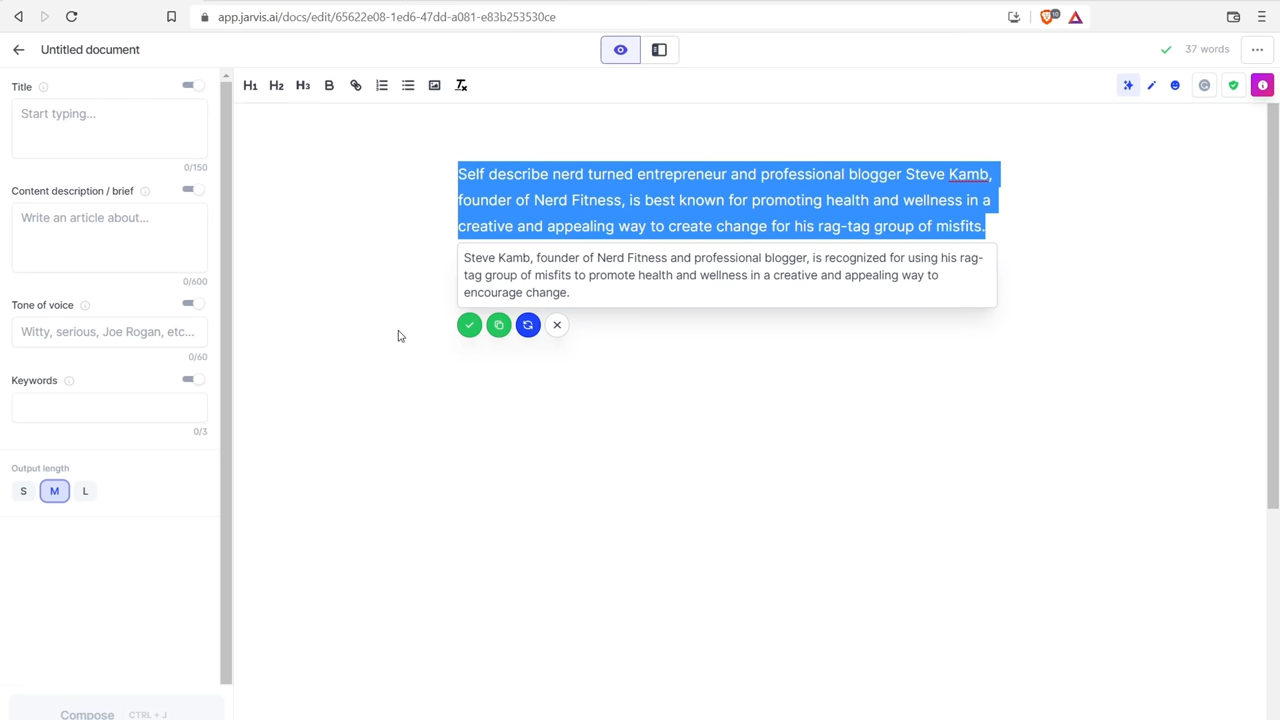 app.jarvis.ai/docs/edit/65622e08-1ed6-47dd-a081-e83b253530ce
10
Untitled document
37 words
Title
Start typing...
0/150
Content description / brief
Write an article about...
0/600
Tone of voice
Witty, serious, Joe Rogan, etc...
0/60
Keywords
0/3
Output length
S M L
Compose CTRL + J
H1 H2 H3 B
Self describe nerd turned entrepreneur and professional blogger Steve Kamb,
founder of Nerd Fitness, is best known for promoting health and wellness in a
creative and appealing way to create change for his rag-tag group of misfits.
Steve Kamb, founder of Nerd Fitness and professional blogger, is recognized for using his rag-
tag group of misfits to promote health and wellness in a creative and appealing way to
encourage change.